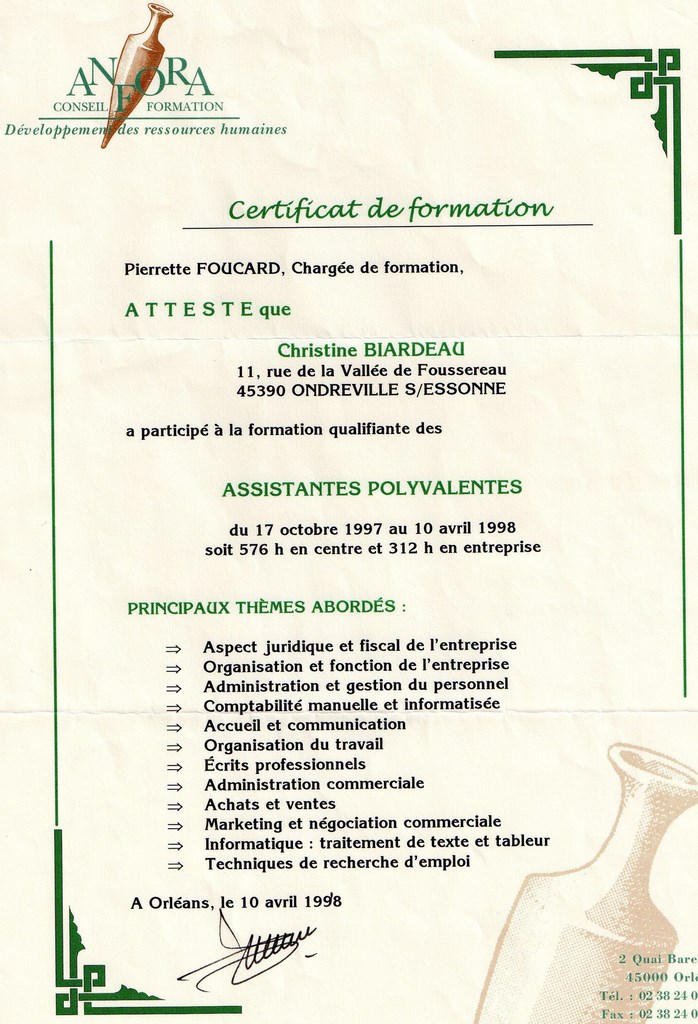 ANFORA
CONSEIL FORMATION
Développement des ressources humaines
Certificat de formation
Pierrette FOUCARD, Chargée de formation,
ATTESTE que
Christine BIARDEAU
11, rue de la Vallée de Foussereau
45390 ONDREVILLE S/ESSONNE
a participé à la formation qualifiante des
ASSISTANTES POLYVALENTES
du 17 octobre 1997 au 10 avril 1998
soit 576 h en centre et 312 h en entreprise
PRINCIPAUX THÈMES ABORDÉS :
⇒ Aspect juridique et fiscal de l'entreprise
⇒ Organisation et fonction de l'entreprise
⇒ Administration et gestion du personnel
⇒ Comptabilité manuelle et informatisée
⇒ Accueil et communication
⇒ Organisation du travail
⇒ Écrits professionnels
⇒ Administration commerciale
⇒ Achats et ventes
⇒ Marketing et négociation commerciale
⇒ Informatique : traitement de texte et tableur
⇒ Techniques de recherche d'emploi
A Orléans, le 10 avril 1998
2 Quai Bare
45000 Orlé
Tél. : 02 38 24 0
Fax : 02 38 24 0